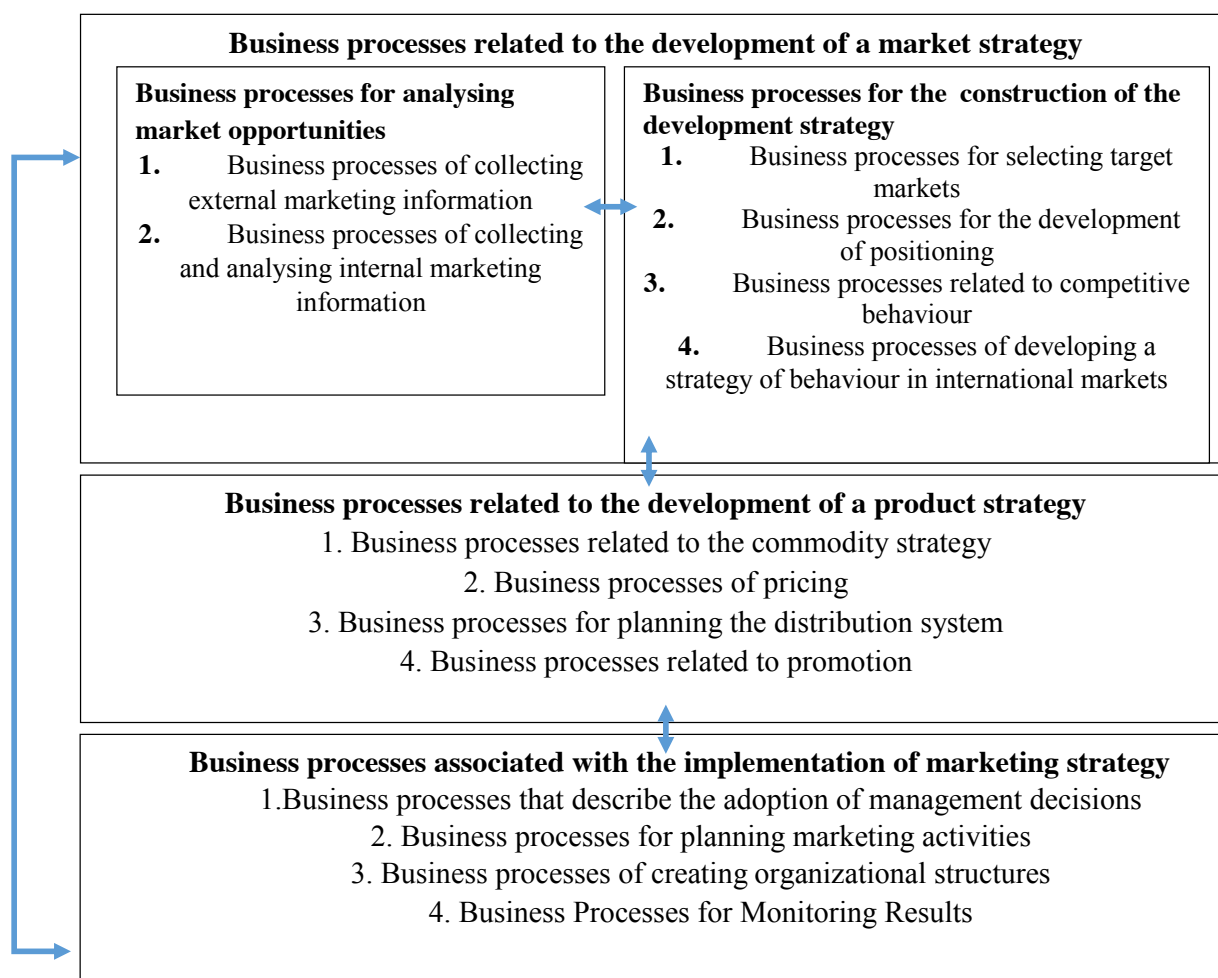 Business processes related to the development of a market strategy
Business processes for analysing
market opportunities
1. Business processes of collecting
external marketing information
2. Business processes of collecting
and analysing internal marketing
information
Business processes for the construction of the
development strategy
1. Business processes for selecting target
markets
2. Business processes for the development
of positioning
3. Business processes related to competitive
behaviour
4. Business processes of developing a
strategy of behaviour in international markets
Business processes related to the development of a product strategy
1. Business processes related to the commodity strategy
2. Business processes of pricing
3. Business processes for planning the distribution system
4. Business processes related to promotion
Business processes associated with the implementation of marketing strategy
1.Business processes that describe the adoption of management decisions
2. Business processes for planning marketing activities
3. Business processes of creating organizational structures
4. Business Processes for Monitoring Results